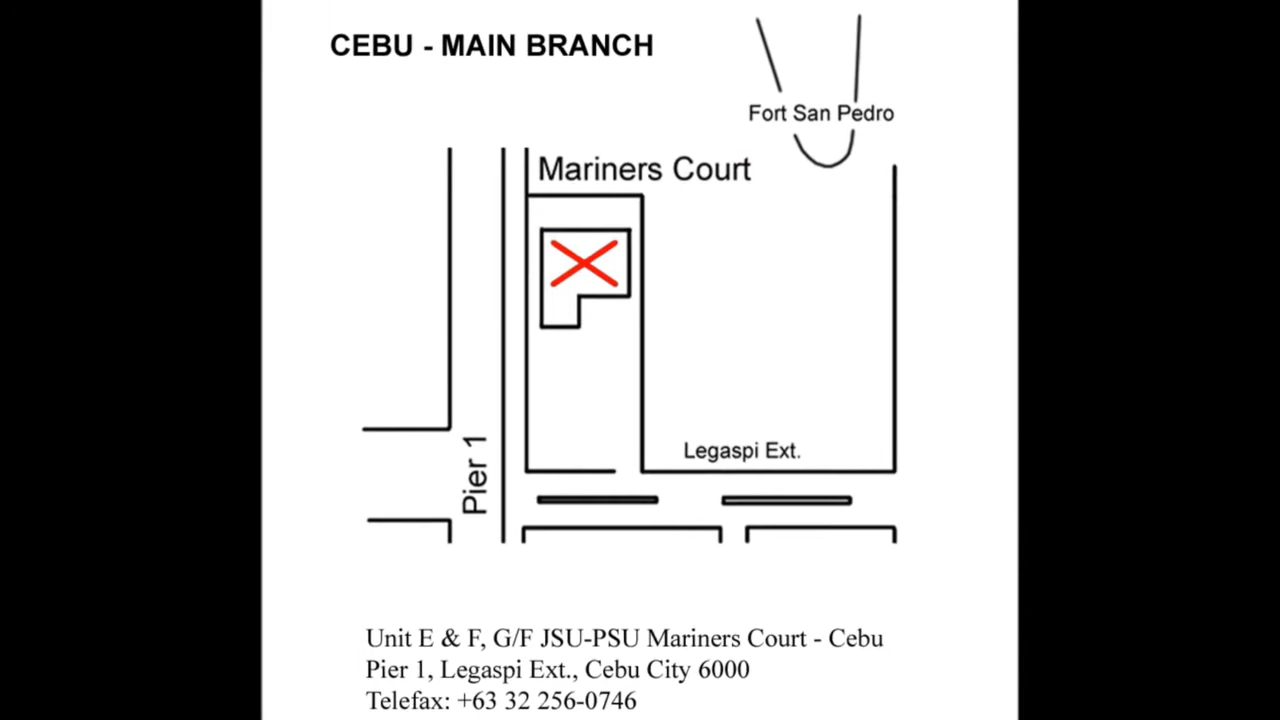 CEBU - MAIN BRANCH
Fort San Pedro
Mariners Court
Legaspi Ext.
Pier 1
Unit E & F, G/F JSU-PSU Mariners Court - Cebu
Pier 1, Legaspi Ext., Cebu City 6000
Telefax: +63 32 256-0746